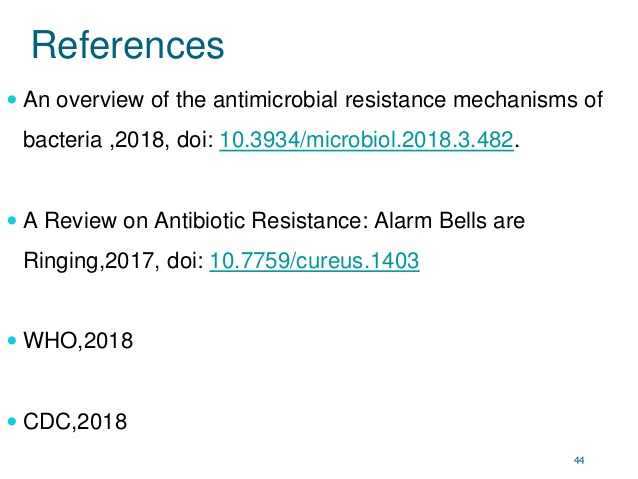 References
• An overview of the antimicrobial resistance mechanisms of
bacteria ,2018, doi: 10.3934/microbiol.2018.3.482.
• A Review on Antibiotic Resistance: Alarm Bells are
Ringing,2017, doi: 10.7759/cureus.1403
• WHO,2018
• CDC,2018
44